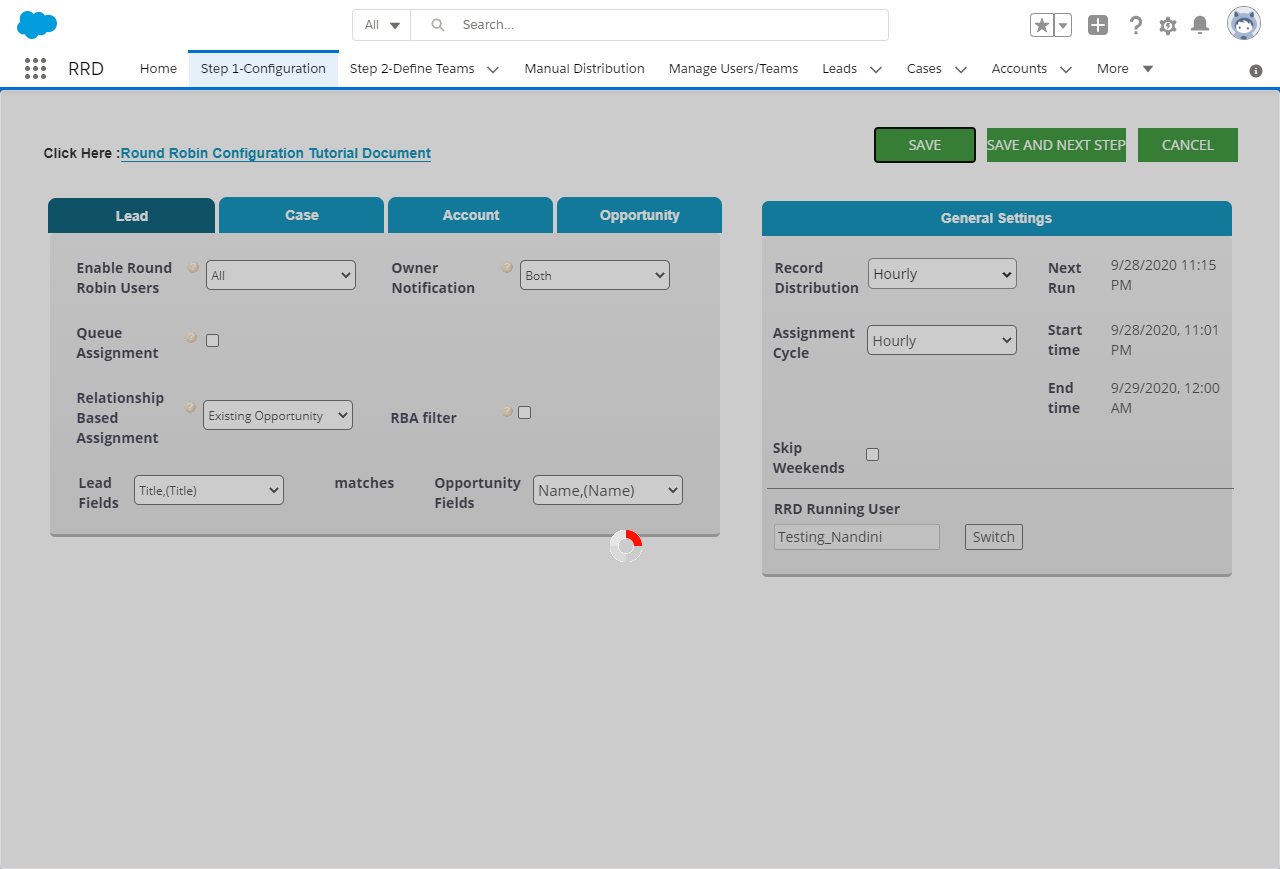 All
Search...
RRD
Home
Step 1-Configuration
Step 2-Define Teams
Manual Distribution
Manage Users/Teams
Leads
Cases
Accounts
More
Click Here :Round Robin Configuration Tutorial Document
SAVE
SAVE AND NEXT STEP
CANCEL
Lead
Case
Account
Opportunity
Enable Round
Robin Users
All
Owner
Notification
Both
Queue
Assignment
Relationship
Based
Assignment
Existing Opportunity
RBA filter
Lead
Fields
Title,(Title)
matches
Opportunity
Fields
Name,(Name)
General Settings
Record
Distribution
Hourly
Next
Run
9/28/2020 11:15
PM
Assignment
Cycle
Hourly
Start
time
9/28/2020, 11:01
PM
End
time
9/29/2020, 12:00
AM
Skip
Weekends
RRD Running User
Testing_Nandini
Switch